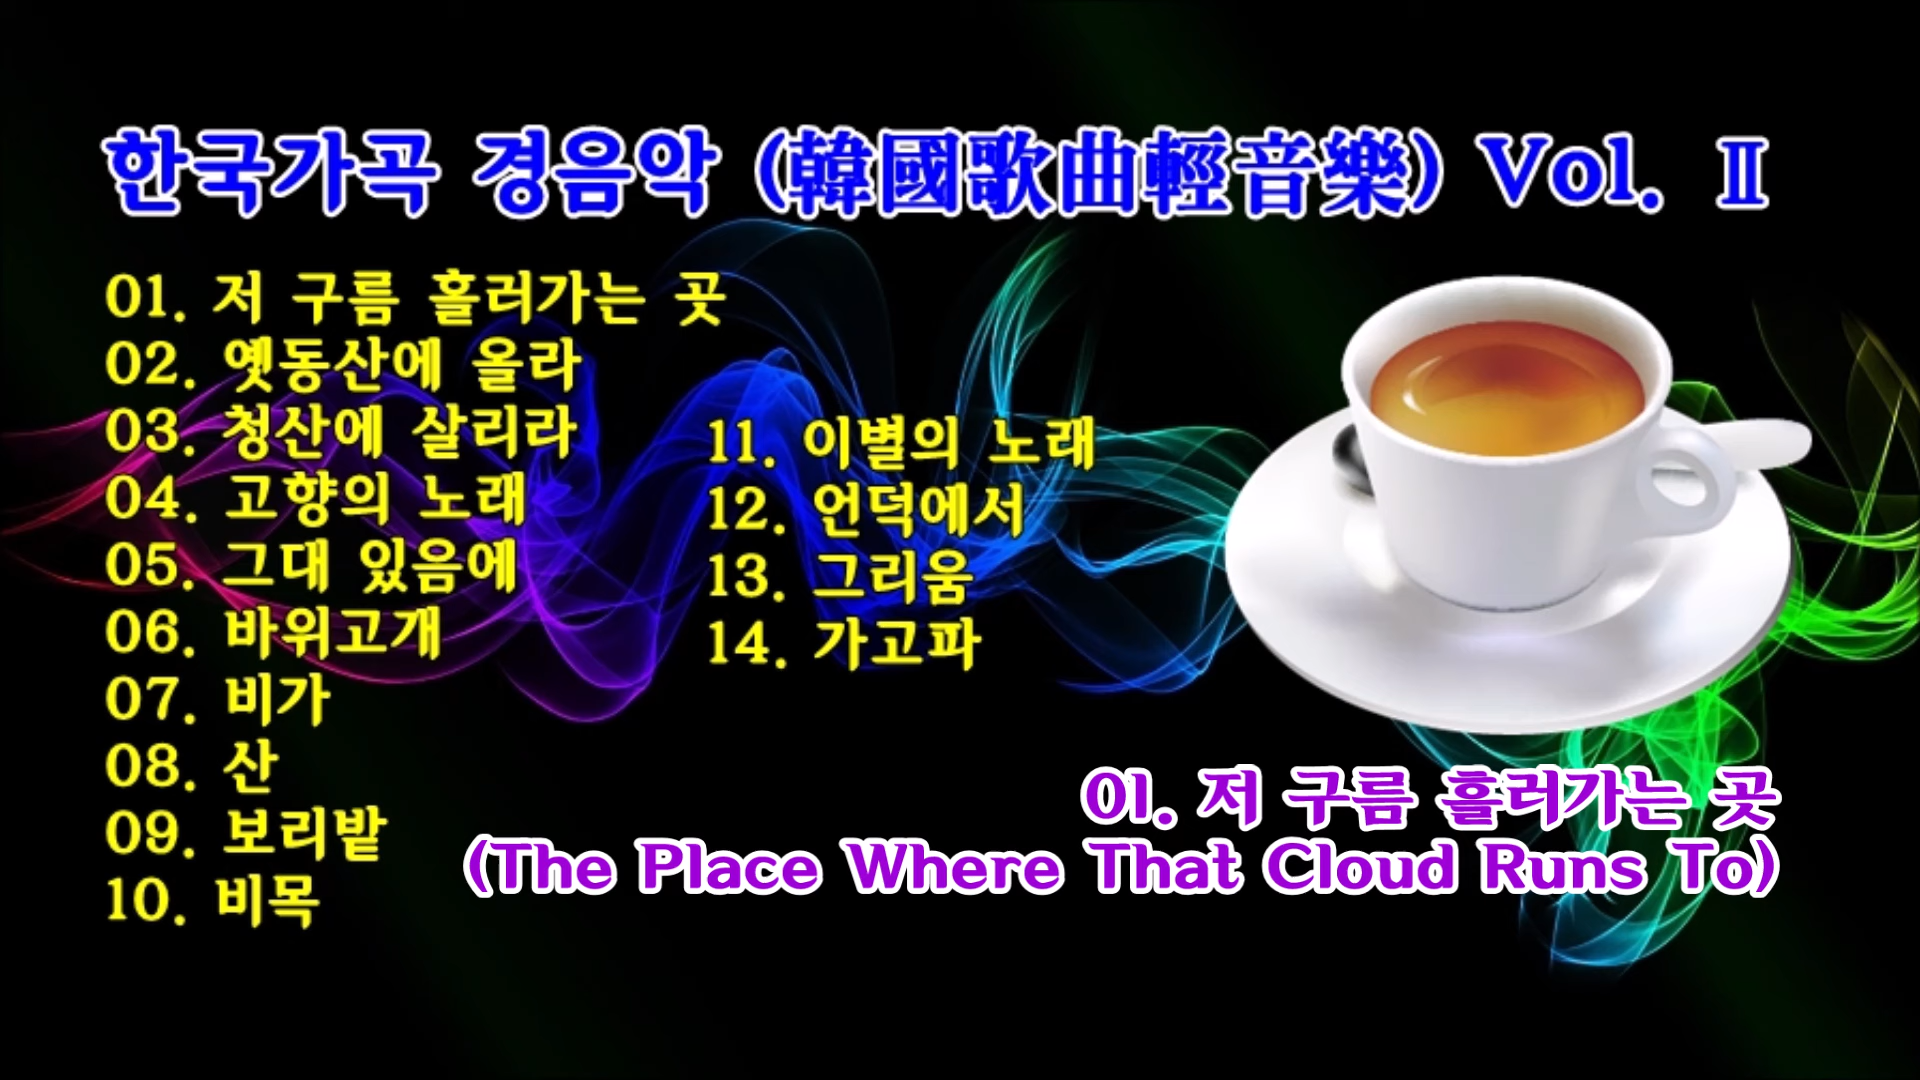 한국가곡 경음악 (韓國歌曲輕音樂) Vol. Ⅱ
01. 저 구름 흘러가는 곳
02. 옛동산에 올라
03. 청산에 살리라
04. 고향의 노래
05. 그대 있음에
06. 바위고개
07. 비가
08. 산
09. 보리밭
10. 비목
11. 이별의 노래
12. 언덕에서
13. 그리움
14. 가고파
01. 저 구름 흘러가는 곳
(The Place Where That Cloud Runs To)